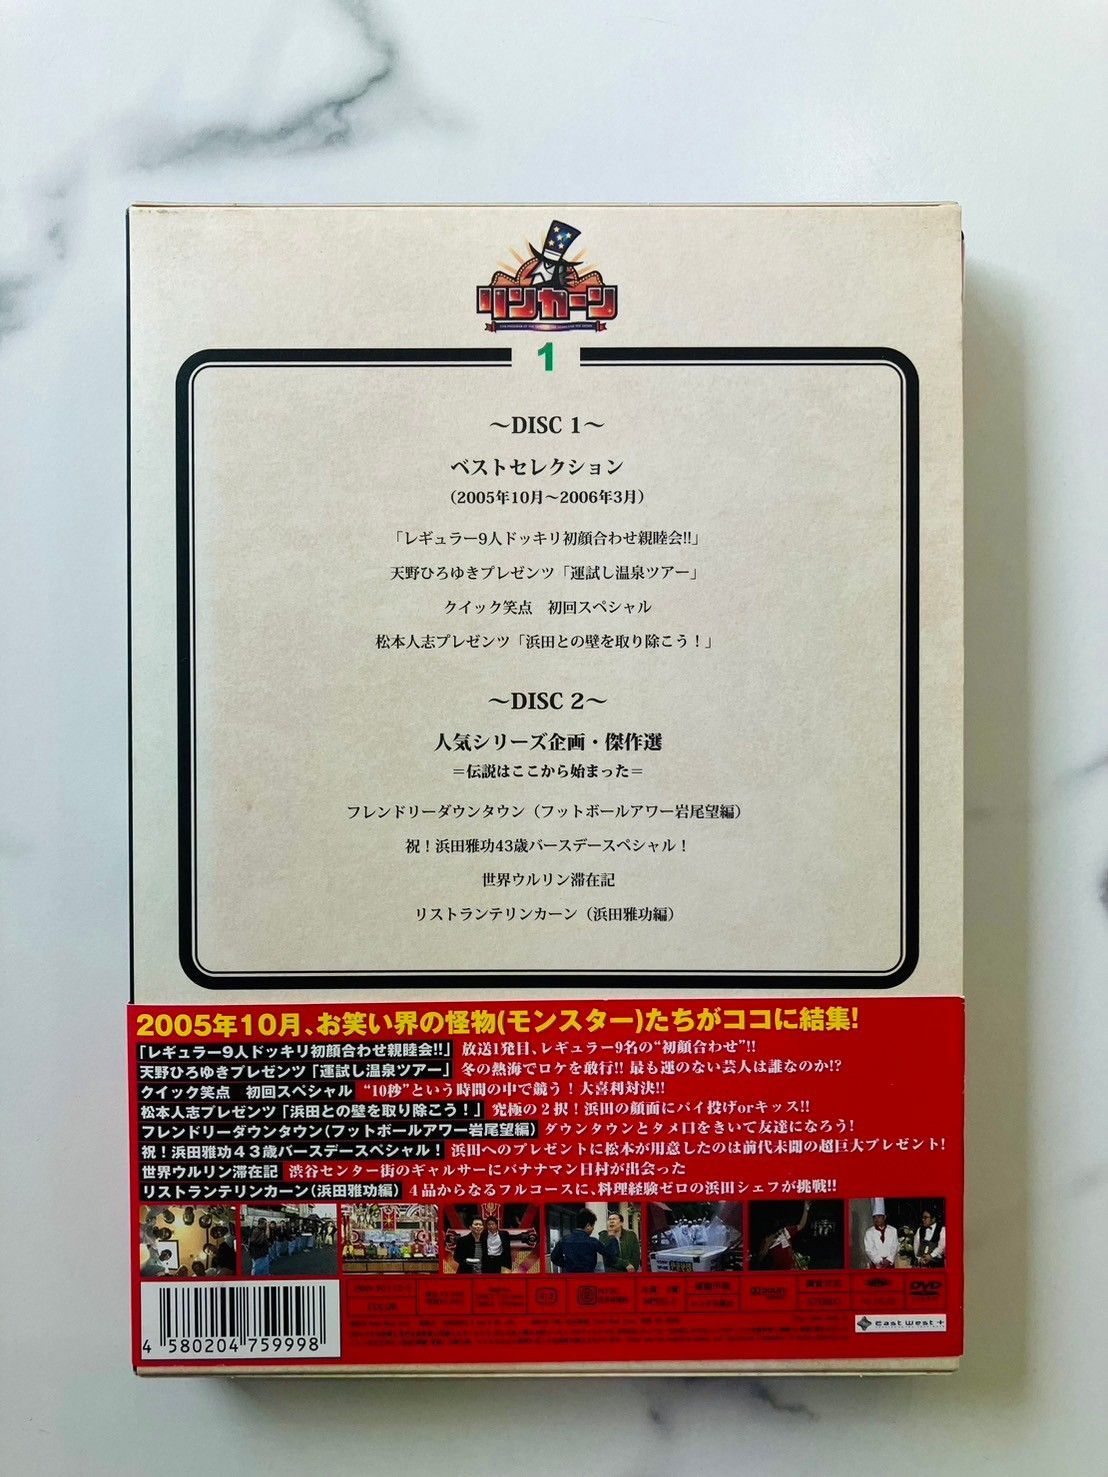 リンカーン
1
～DISC 1～
ベストセレクション
（2005年10月～2006年3月）
「レギュラー9人ドッキリ初顔合わせ親睦会!!」
天野ひろゆきプレゼンツ「運試し温泉ツアー」
クイック笑点　初回スペシャル
松本人志プレゼンツ「浜田との壁を取り除こう！」
～DISC 2～
人気シリーズ企画・傑作選
＝伝説はここから始まった＝
フレンドリーダウンタウン（フットボールアワー岩尾望編）
祝！浜田雅功43歳バースデースペシャル！
世界ウルリン滞在記
リストランテリンカーン（浜田雅功編）
2005年10月、お笑い界の怪物(モンスター)たちがココに結集!
「レギュラー9人ドッキリ初顔合わせ親睦会!!」 放送1発目、レギュラー9名の“初顔合わせ”!!
天野ひろゆきプレゼンツ「運試し温泉ツアー」 冬の熱海でロケを敢行!! 最も運のない芸人は誰なのか!?
クイック笑点　初回スペシャル “10秒”という時間の中で競う！大喜利対決!!
松本人志プレゼンツ「浜田との壁を取り除こう！」 究極の２択！浜田の顔面にパイ投げorキッス!!
フレンドリーダウンタウン（フットボールアワー岩尾望編） ダウンタウンとタメ口をきいて友達になろう!
祝！浜田雅功４３歳バースデースペシャル！ 浜田へのプレゼントに松本が用意したのは前代未聞の超巨大プレゼント!
世界ウルリン滞在記 渋谷センター街のギャルサーにバナナマン日村が出会った
リストランテリンカーン（浜田雅功編） ４品からなるフルコースに、料理経験ゼロの浜田シェフが挑戦!!
COLOR
DVD
East West +
4 580204 759998